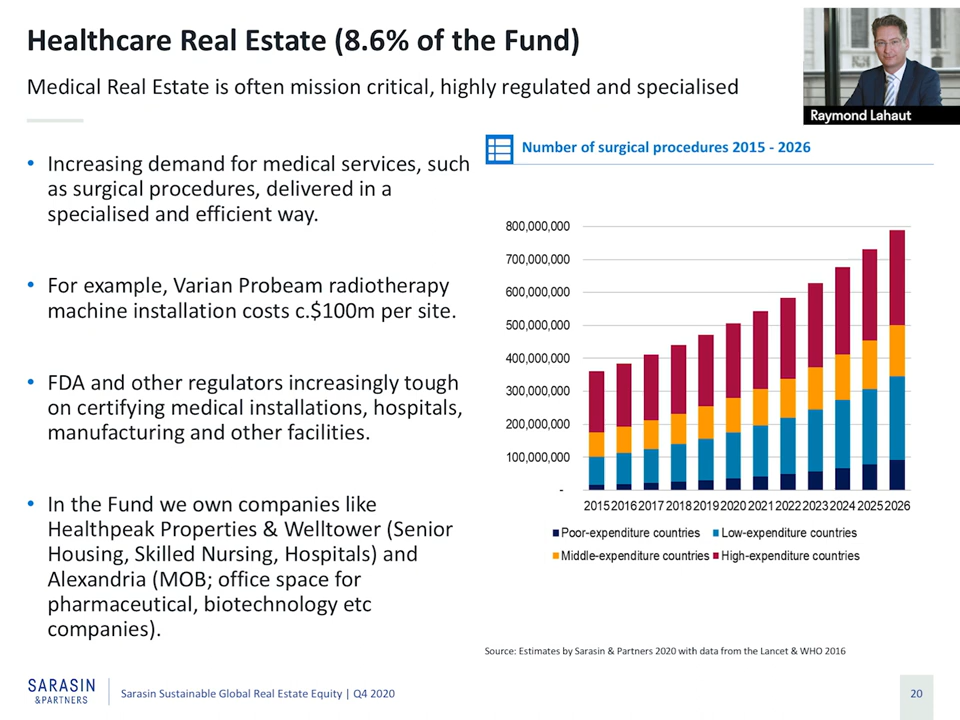 Healthcare Real Estate (8.6% of the Fund)
Medical Real Estate is often mission critical, highly regulated and specialised
Raymond Lahaut
• Increasing demand for medical services, such
as surgical procedures, delivered in a
specialised and efficient way.
• For example, Varian Probeam radiotherapy
machine installation costs c.$100m per site.
• FDA and other regulators increasingly tough
on certifying medical installations, hospitals,
manufacturing and other facilities.
• In the Fund we own companies like
Healthpeak Properties & Welltower (Senior
Housing, Skilled Nursing, Hospitals) and
Alexandria (MOB; office space for
pharmaceutical, biotechnology etc
companies).
Number of surgical procedures 2015 - 2026
800,000,000
700,000,000
600,000,000
500,000,000
400,000,000
300,000,000
200,000,000
100,000,000
-
2015 2016 2017 2018 2019 2020 2021 2022 2023 2024 2025 2026
Poor-expenditure countries Low-expenditure countries
Middle-expenditure countries High-expenditure countries
Source: Estimates by Sarasin & Partners 2020 with data from the Lancet & WHO 2016
SARASIN
& PARTNERS
Sarasin Sustainable Global Real Estate Equity | Q4 2020
20